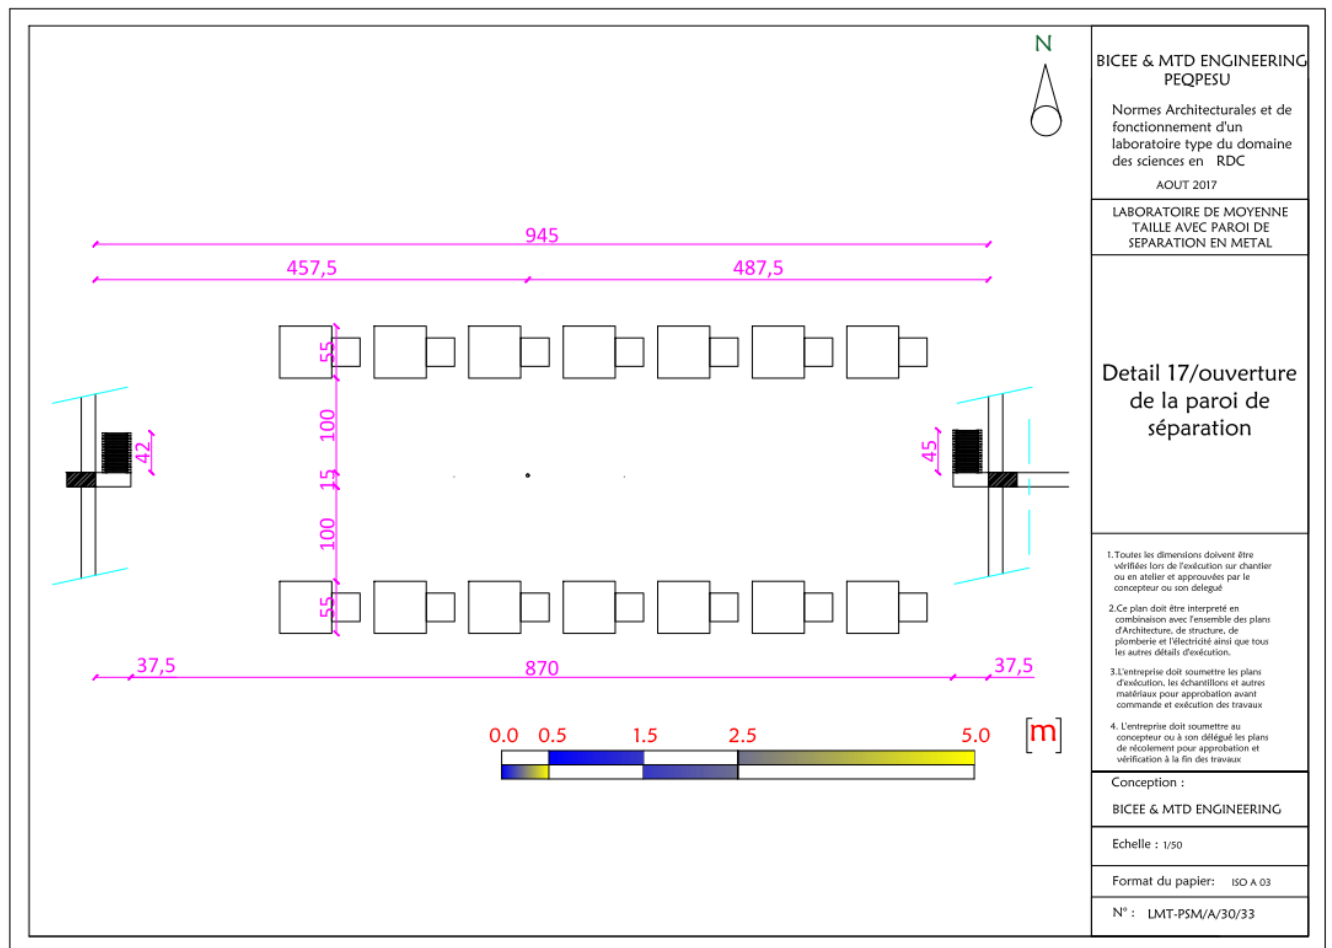 N
945
457,5
487,5
55
100
42
15
45
100
55
37,5
870
37,5
0.0
0.5
1.5
2.5
5.0
[m]
BICEE & MTD ENGINEERING
PEQPESU
Normes Architecturales et de
fonctionnement d'un
laboratoire type du domaine
des sciences en RDC
AOUT 2017
LABORATOIRE DE MOYENNE
TAILLE AVEC PAROI DE
SEPARATION EN METAL
Detail 17/ouverture
de la paroi de
séparation
1.Toutes les dimensions doivent être
vérifiées lors de l'exécution sur chantier
ou en atelier et approuvées par le
concepteur ou son delegué
2.Ce plan doit être interpreté en
combinaison avec l'ensemble des plans
d'Architecture, de structure, de
plomberie et l'électricité ainsi que tous
les autres détails d'exécution.
3.L'entreprise doit soumettre les plans
d'exécution, les échantillons et autres
matériaux pour approbation avant
commande et exécution des travaux
4. L'entreprise doit soumettre au
concepteur ou à son délégué les plans
de récolement pour approbation et
vérification à la fin des travaux
Conception :
BICEE & MTD ENGINEERING
Echelle : 1/50
Format du papier: ISO A 03
N° : LMT-PSM/A/30/33